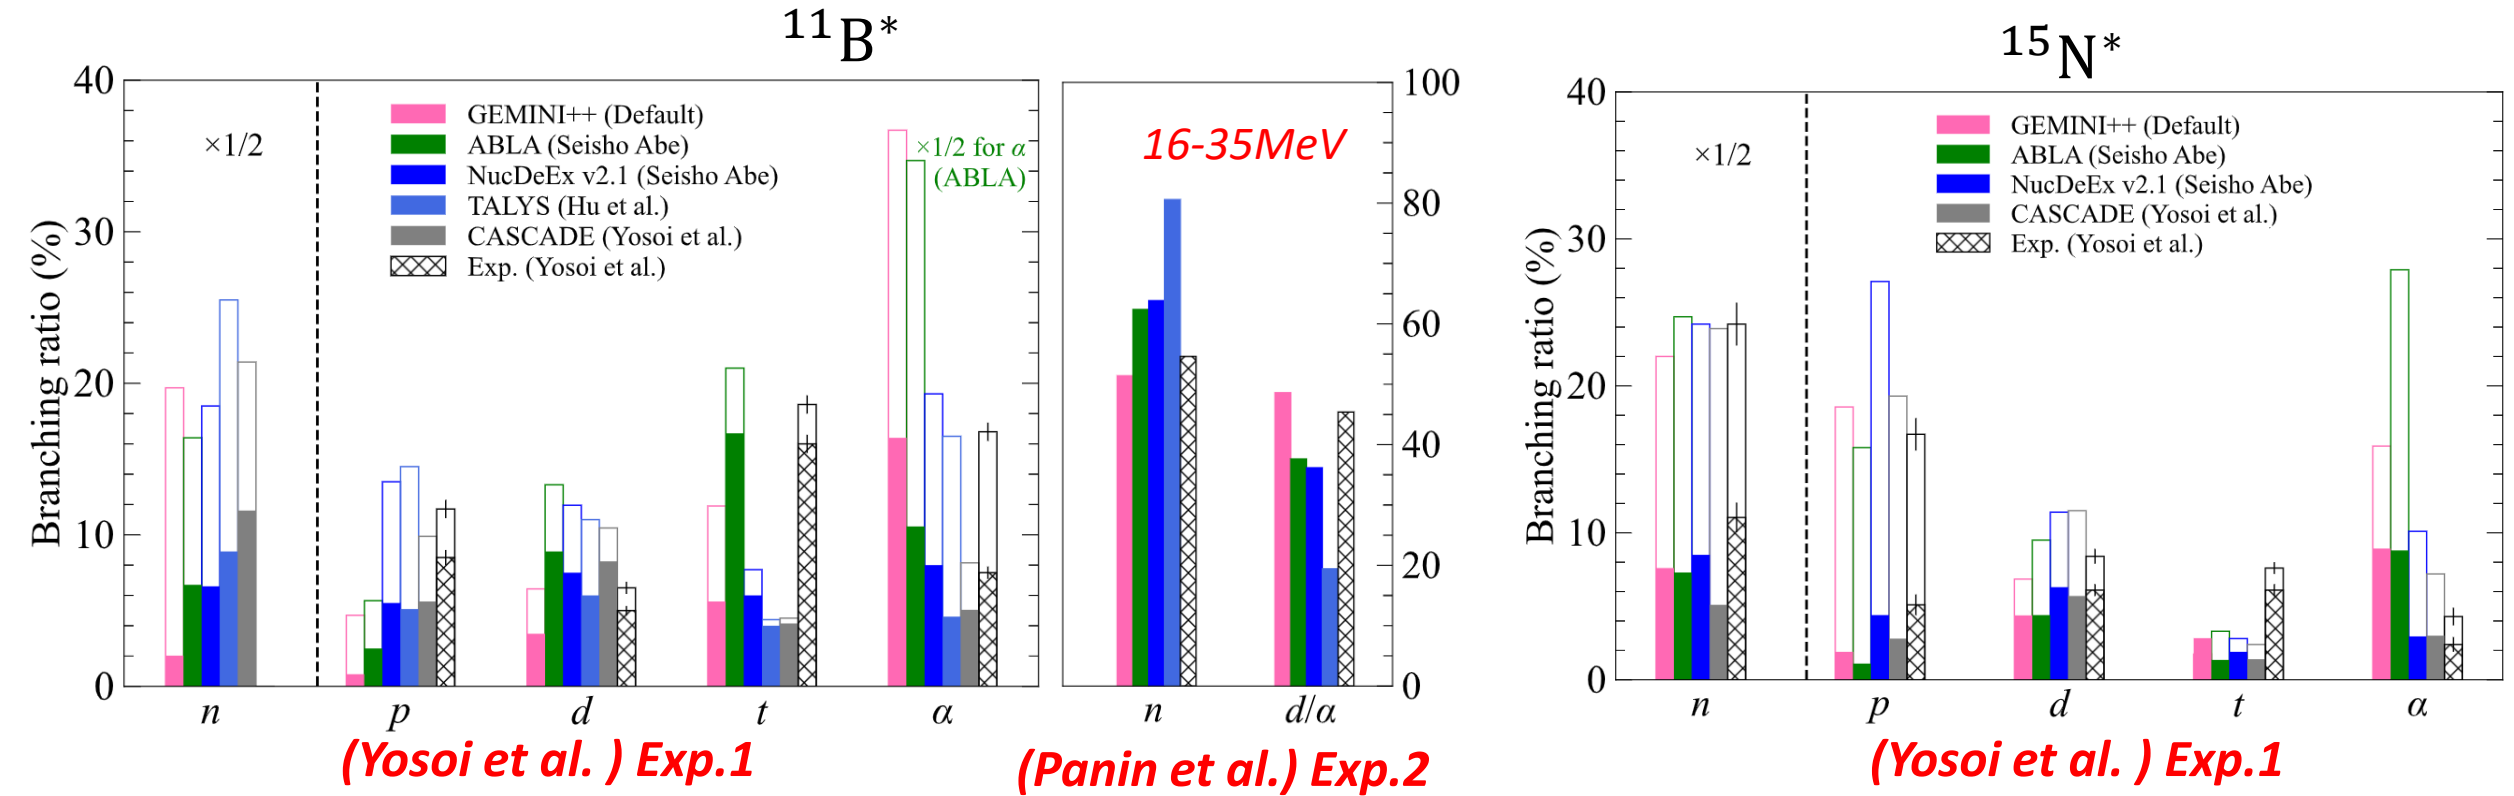 ¹¹B*
40
30
20
10
0
Branching ratio (%)
×1/2
GEMINI++ (Default)
ABLA (Seisho Abe)
NucDeEx v2.1 (Seisho Abe)
TALYS (Hu et al.)
CASCADE (Yosoi et al.)
Exp. (Yosoi et al.)
×1/2 for α
(ABLA)
n p d t α
(Yosoi et al. ) Exp.1
16-35MeV
100
80
60
40
20
0
n d/α
(Panin et al.) Exp.2
¹⁵N*
40
30
20
10
0
Branching ratio (%)
×1/2
GEMINI++ (Default)
ABLA (Seisho Abe)
NucDeEx v2.1 (Seisho Abe)
CASCADE (Yosoi et al.)
Exp. (Yosoi et al.)
n p d t α
(Yosoi et al. ) Exp.1